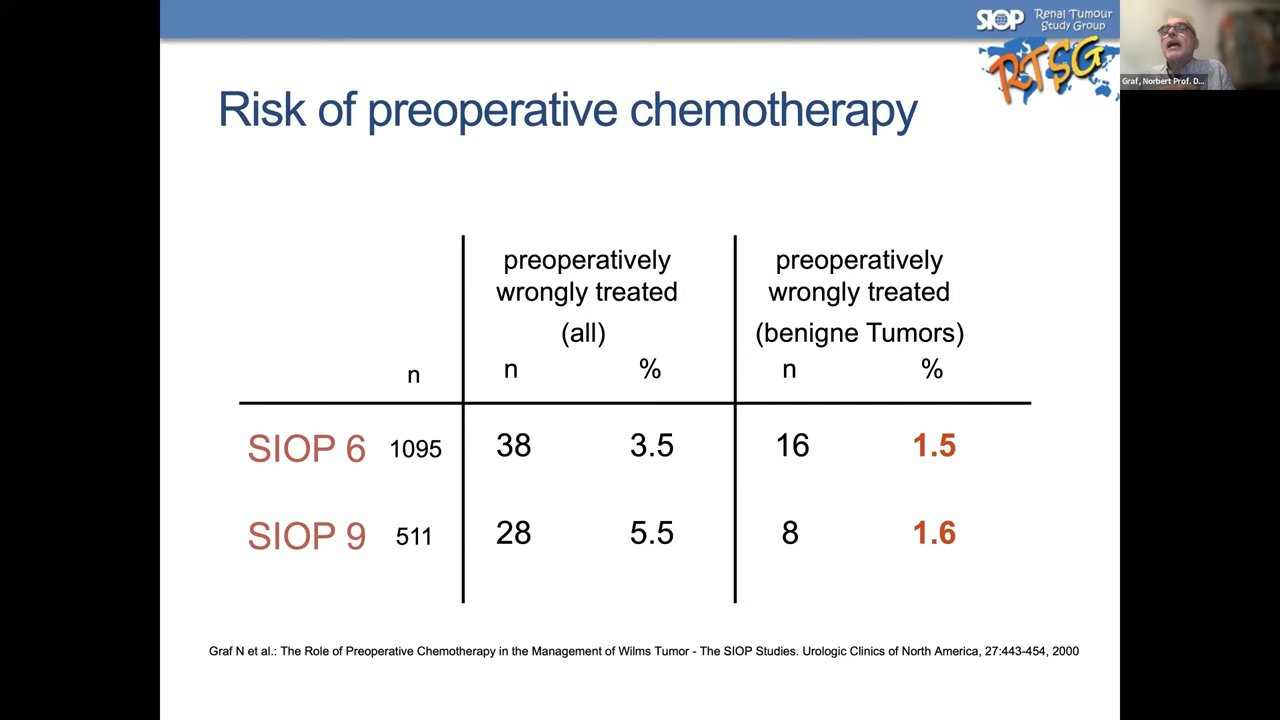 SIOP Renal Tumour
Study Group
RTSG
Graf, Norbert Prof. D...
Risk of preoperative chemotherapy
preoperatively preoperatively
wrongly treated wrongly treated
(all) (benigne Tumors)
n n % n %
SIOP 6 1095 38 3.5 16 1.5
SIOP 9 511 28 5.5 8 1.6
Graf N et al.: The Role of Preoperative Chemotherapy in the Management of Wilms Tumor - The SIOP Studies. Urologic Clinics of North America, 27:443-454, 2000